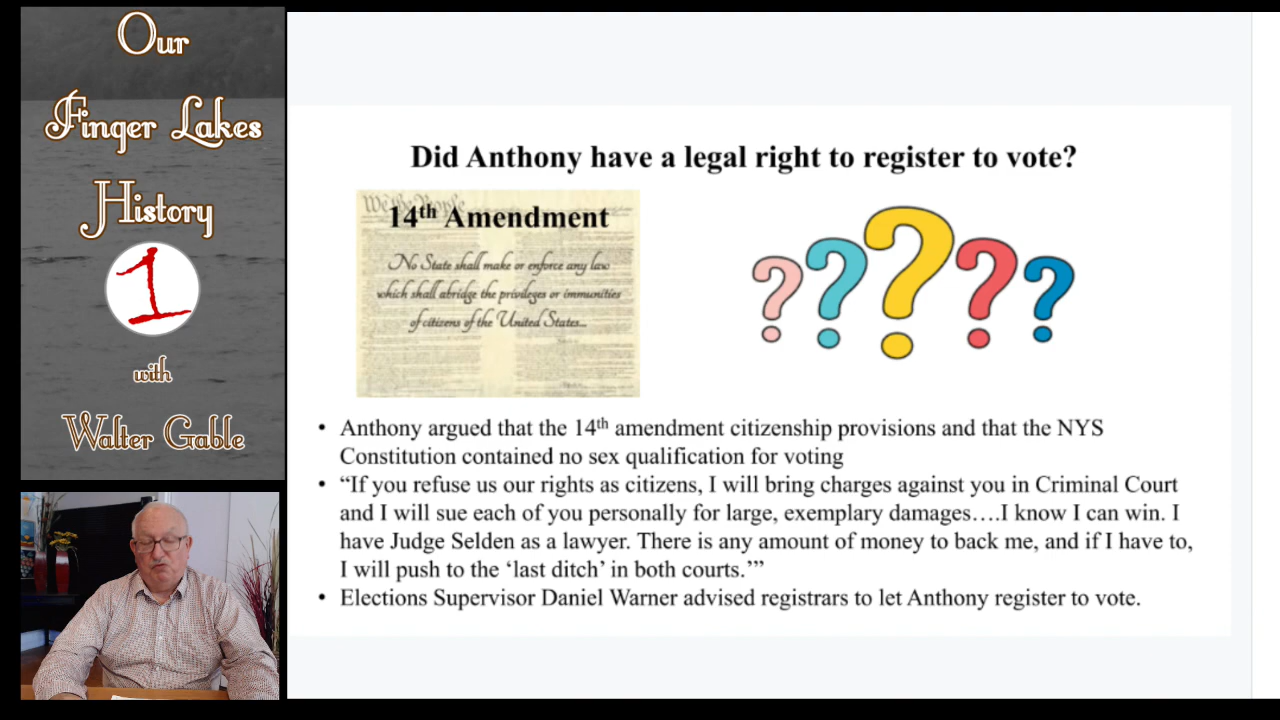 Our
Finger Lakes
History
1
with
Walter Gable
Did Anthony have a legal right to register to vote?
We the People
14th Amendment
No State shall make or enforce any law
which shall abridge the privileges or immunities
of citizens of the United States...
• Anthony argued that the 14th amendment citizenship provisions and that the NYS
Constitution contained no sex qualification for voting
• “If you refuse us our rights as citizens, I will bring charges against you in Criminal Court
and I will sue each of you personally for large, exemplary damages….I know I can win. I
have Judge Selden as a lawyer. There is any amount of money to back me, and if I have to,
I will push to the ‘last ditch’ in both courts.’”
• Elections Supervisor Daniel Warner advised registrars to let Anthony register to vote.